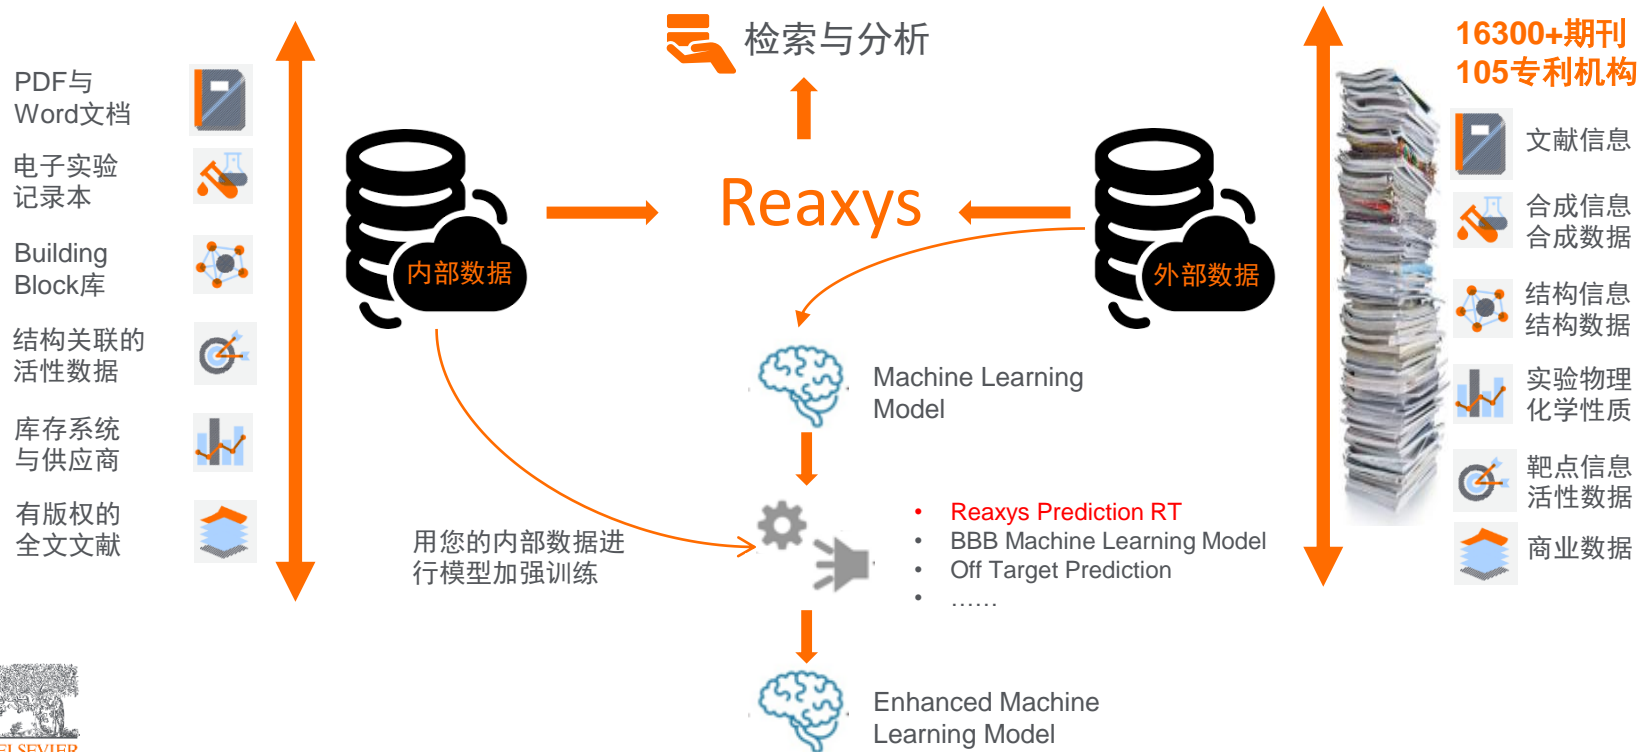 检索与分析
16300+期刊
105专利机构
PDF与
Word文档
电子实验
记录本
Building
Block库
结构关联的
活性数据
库存系统
与供应商
有版权的
全文文献
内部数据
Reaxys
外部数据
文献信息
合成信息
合成数据
结构信息
结构数据
实验物理
化学性质
靶点信息
活性数据
商业数据
Machine Learning
Model
用您的内部数据进
行模型加强训练
• Reaxys Prediction RT
• BBB Machine Learning Model
• Off Target Prediction
• ……
Enhanced Machine
Learning Model
ELSEVIER